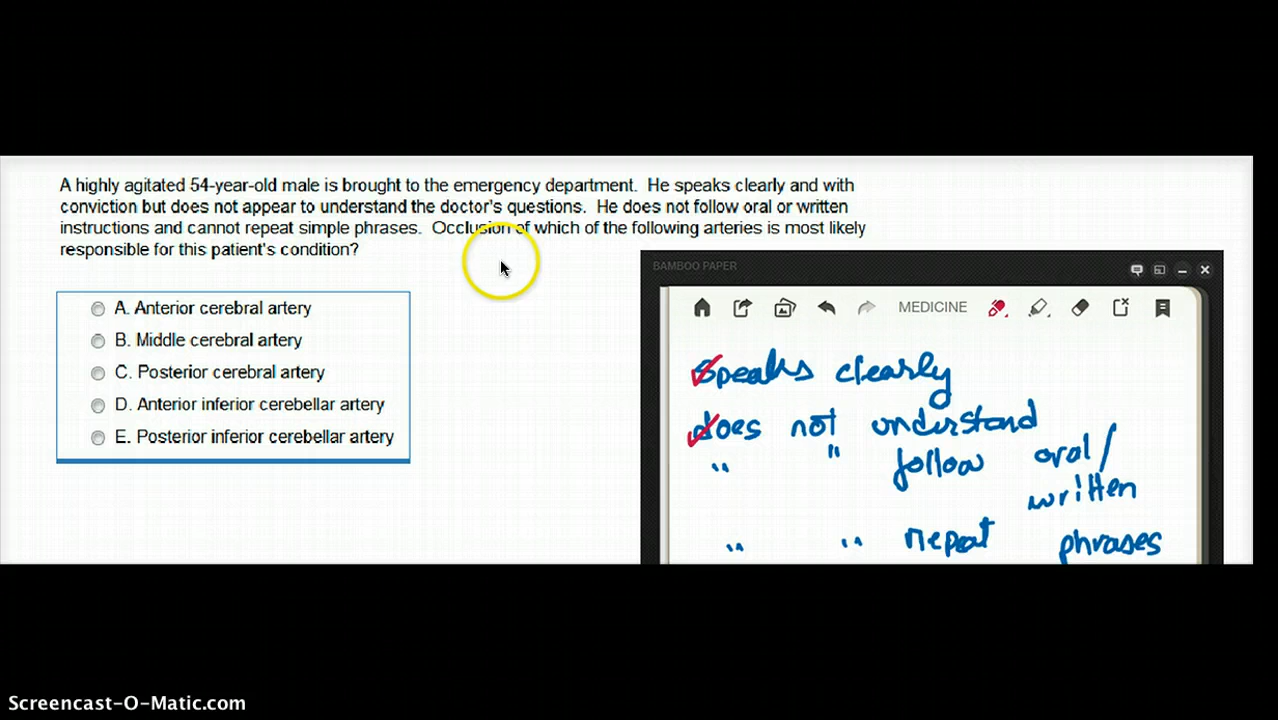 A highly agitated 54-year-old male is brought to the emergency department. He speaks clearly and with
conviction but does not appear to understand the doctor's questions. He does not follow oral or written
instructions and cannot repeat simple phrases. Occlusion of which of the following arteries is most likely
responsible for this patient's condition?
A. Anterior cerebral artery
B. Middle cerebral artery
C. Posterior cerebral artery
D. Anterior inferior cerebellar artery
E. Posterior inferior cerebellar artery
BAMBOO PAPER
MEDICINE
Speaks clearly
does not understand
" " follow oral/
written
" " repeat phrases
Screencast-O-Matic.com